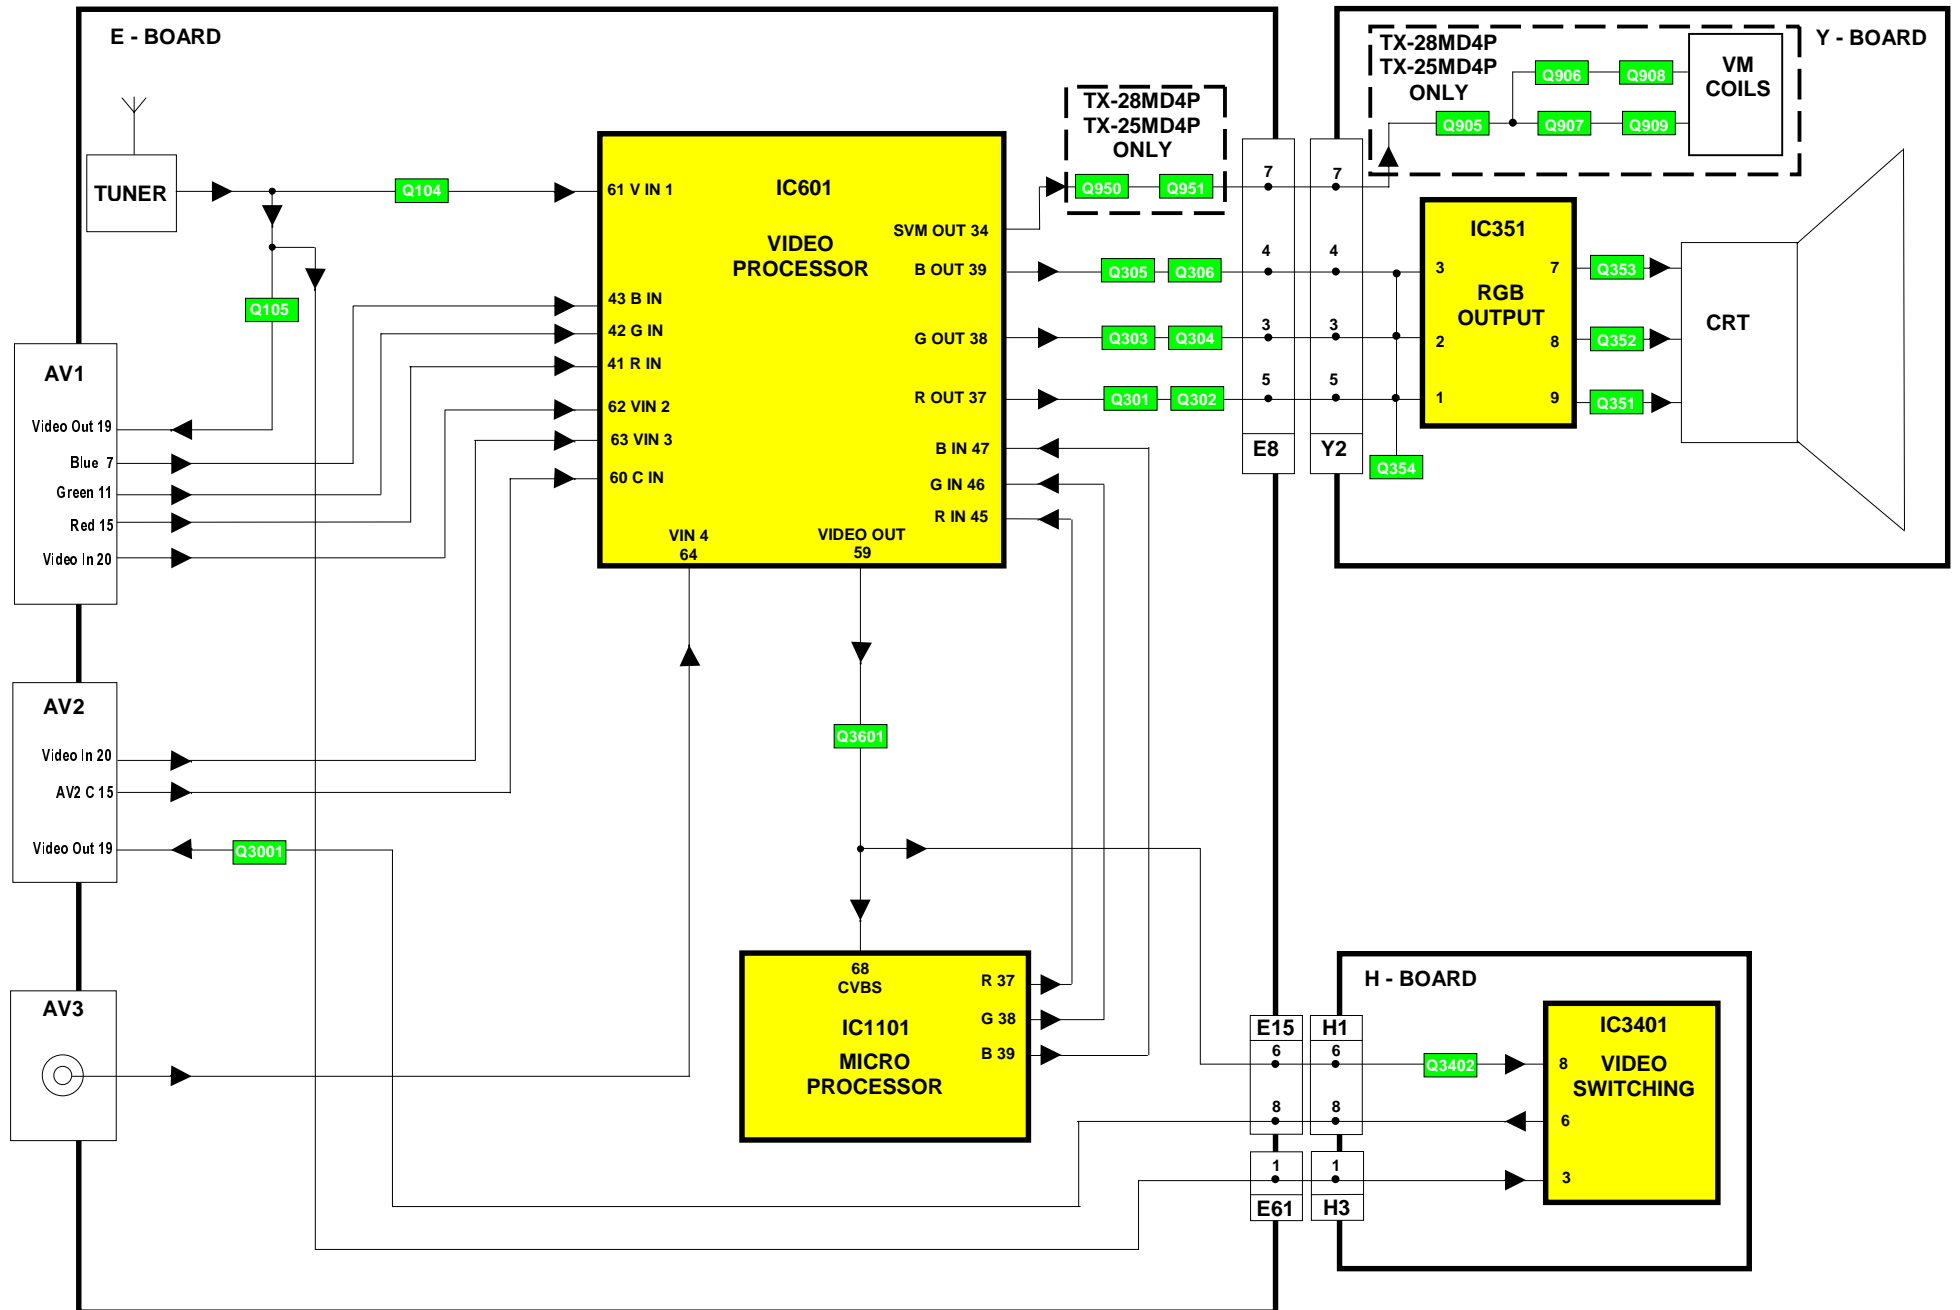 E - BOARD
TUNER
Q104
Q105
AV1
Video Out 19
Blue 7
Green 11
Red 15
Video In 20
AV2
Video In 20
AV2 C 15
Video Out 19
Q3001
AV3
61 V IN 1
IC601
VIDEO
PROCESSOR
43 B IN
42 G IN
41 R IN
62 VIN 2
63 VIN 3
60 C IN
VIN 4
64
VIDEO OUT
59
SVM OUT 34
B OUT 39
G OUT 38
R OUT 37
B IN 47
G IN 46
R IN 45
TX-28MD4P
TX-25MD4P
ONLY
Q950
Q951
Q305
Q306
Q303
Q304
Q301
Q302
7
4
3
5
E8
7
4
3
5
Y2
Y - BOARD
TX-28MD4P
TX-25MD4P
ONLY
Q905
Q906
Q908
Q907
Q909
VM
COILS
IC351
RGB
OUTPUT
3
2
1
7
8
9
Q354
Q353
Q352
Q351
CRT
Q3601
68
CVBS
IC1101
MICRO
PROCESSOR
R 37
G 38
B 39
E15
6
8
1
E61
H1
6
8
1
H3
H - BOARD
Q3402
IC3401
VIDEO
SWITCHING
8
6
3